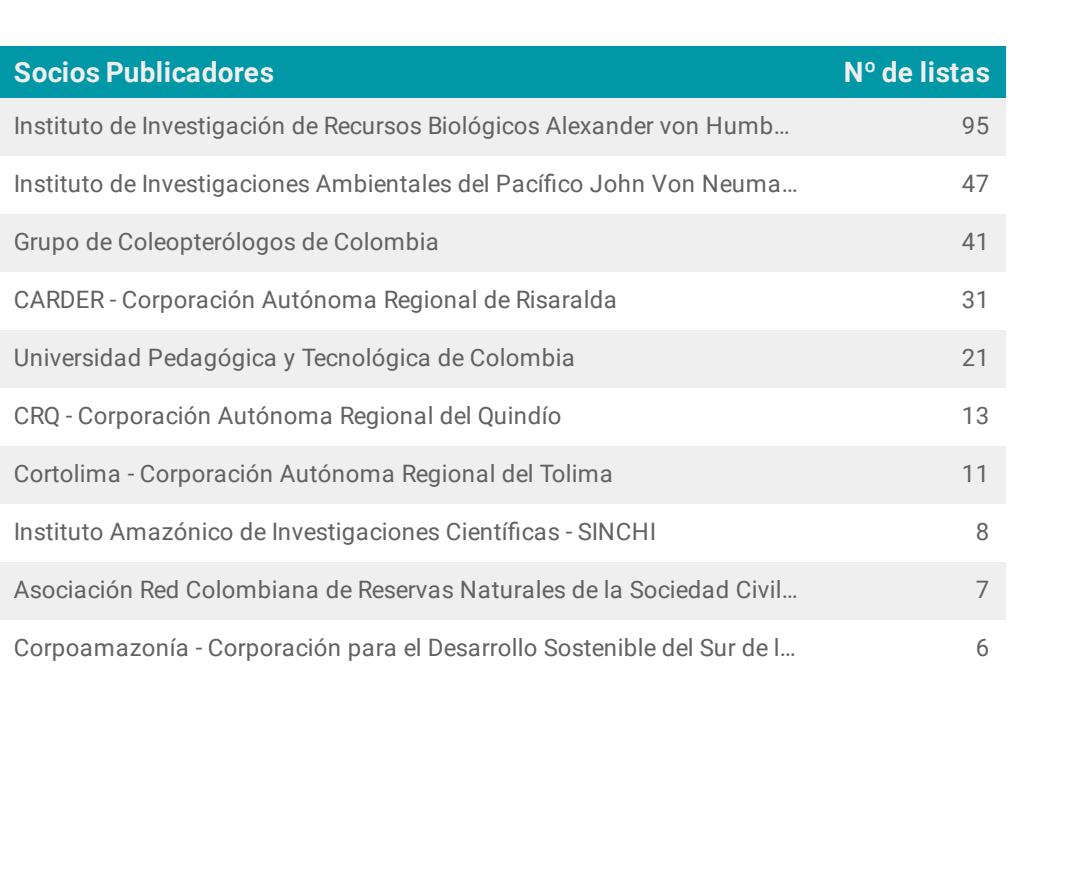 Socios Publicadores Nº de listas
Instituto de Investigación de Recursos Biológicos Alexander von Humb... 95
Instituto de Investigaciones Ambientales del Pacífico John Von Neuma... 47
Grupo de Coleopterólogos de Colombia 41
CARDER - Corporación Autónoma Regional de Risaralda 31
Universidad Pedagógica y Tecnológica de Colombia 21
CRQ - Corporación Autónoma Regional del Quindío 13
Cortolima - Corporación Autónoma Regional del Tolima 11
Instituto Amazónico de Investigaciones Científicas - SINCHI 8
Asociación Red Colombiana de Reservas Naturales de la Sociedad Civil... 7
Corpoamazonía - Corporación para el Desarrollo Sostenible del Sur de l... 6